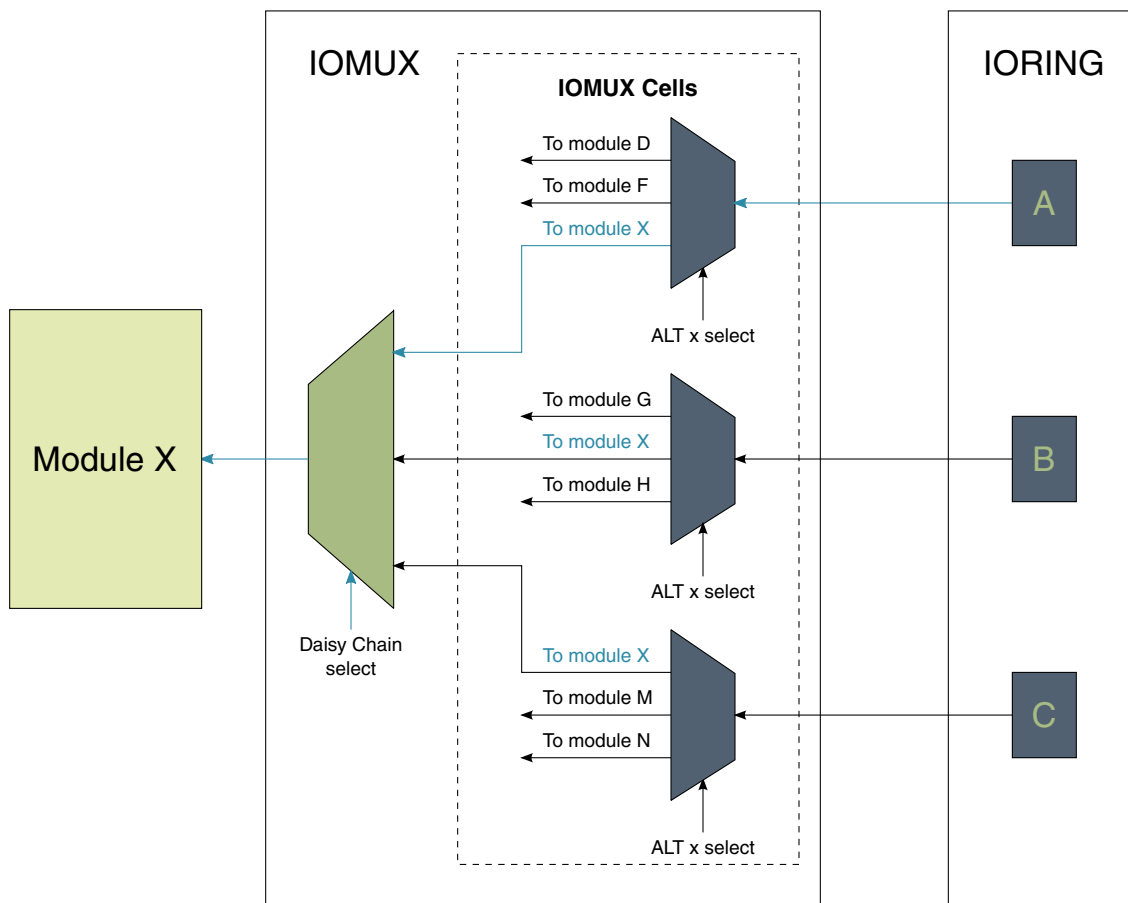 IOMUX
IORING
IOMUX Cells
To module D
To module F
To module X
A
ALT x select
To module G
To module X
To module H
B
Module X
ALT x select
Daisy Chain
select
To module X
To module M
To module N
C
ALT x select